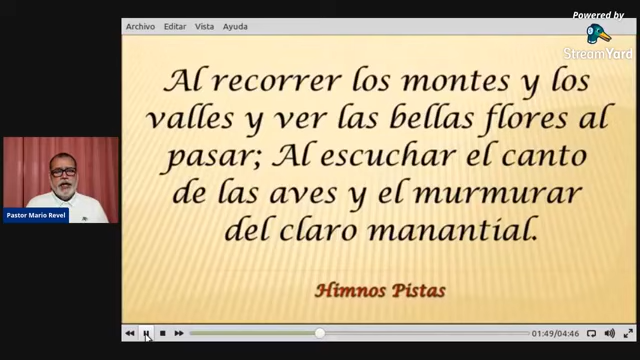 Powered by
StreamYard
Archivo Editar Vista Ayuda
Al recorrer los montes y los
valles y ver las bellas flores al
pasar; Al escuchar el canto
de las aves y el murmurar
del claro manantial.
Himnos Pistas
Pastor Mario Revel
01:49/04:46